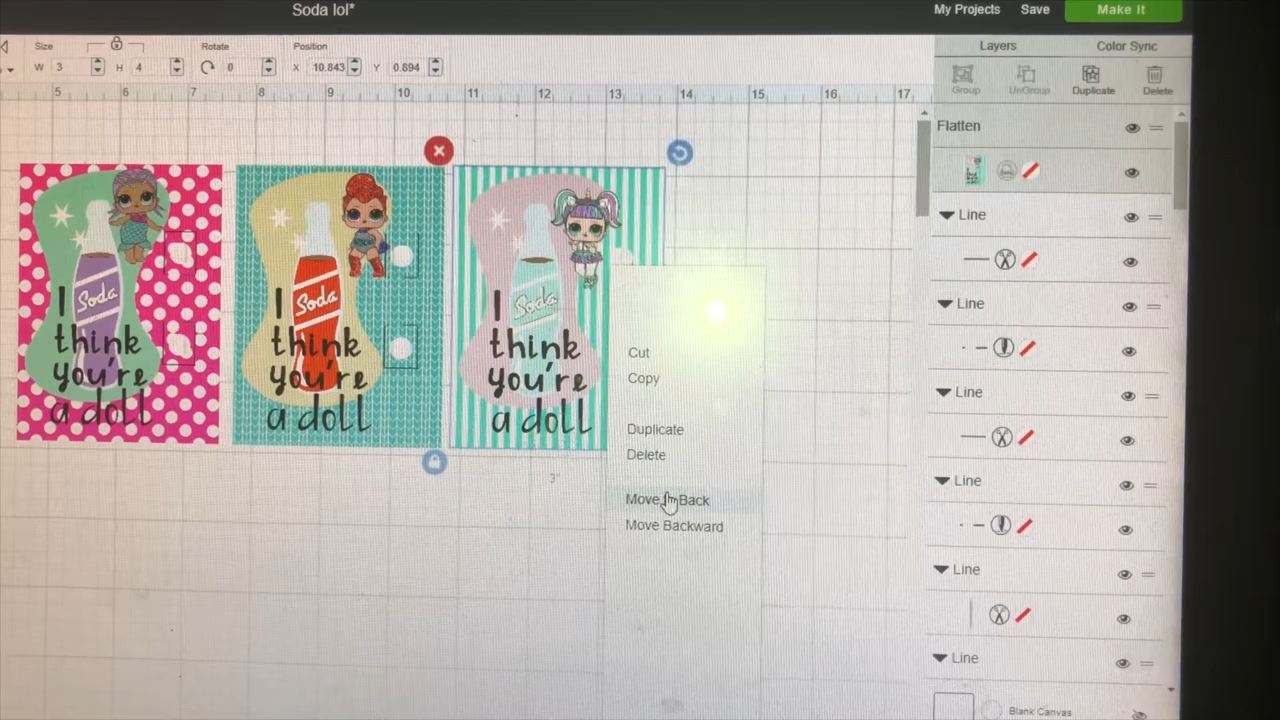 Soda lol*
My Projects Save Make It
Size Rotate Position
W 3 H 4 0 X 10.843 Y 0.894
Layers Color Sync
Group UnGroup Duplicate Delete
5 6 7 8 9 10 11 12 13 14 15 16 17
Flatten
Line
Line
Line
Line
Line
Line
Blank Canvas
Soda
I
think
you're
a doll
Soda
I
think
you're
a doll
Soda
I
think
you're
a doll
3"
Cut
Copy
Duplicate
Delete
Move Back
Move Backward